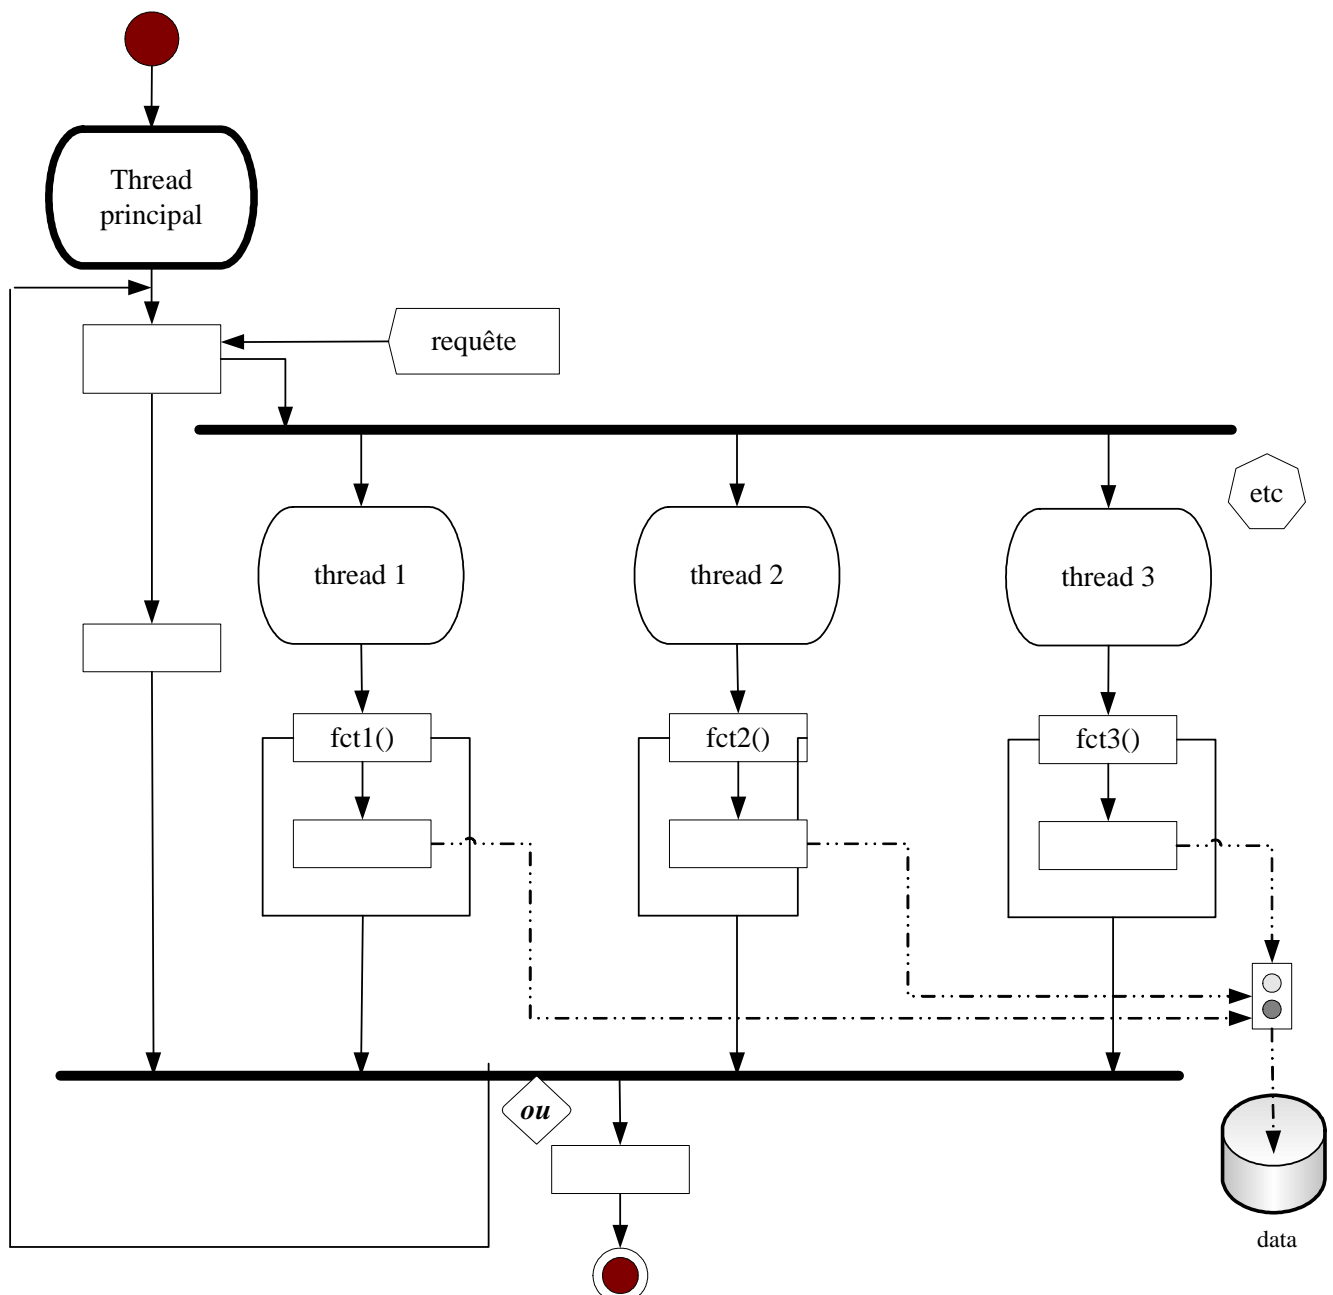 Thread
principal
requête
etc
thread 1
thread 2
thread 3
fct1()
fct2()
fct3()
ou
data